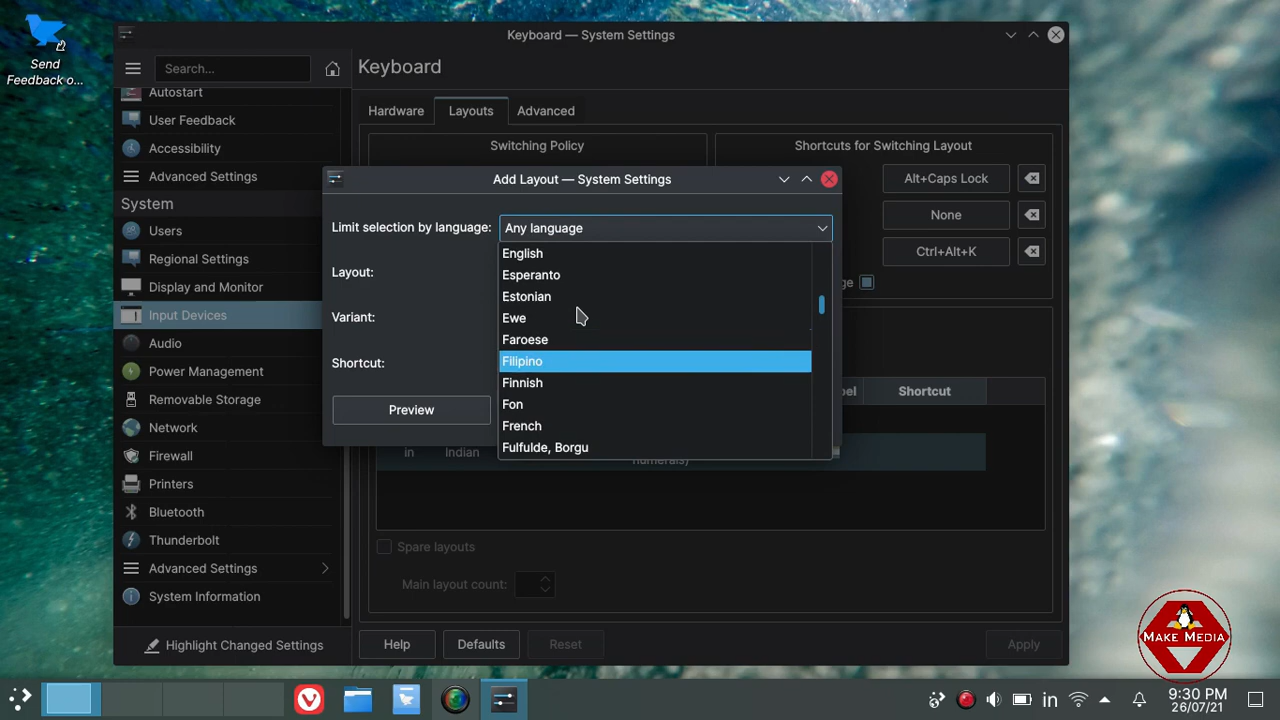 Send
Feedback o...
Keyboard — System Settings
Search...
Keyboard
Autostart
User Feedback
Accessibility
Advanced Settings
System
Users
Regional Settings
Display and Monitor
Input Devices
Audio
Power Management
Removable Storage
Network
Firewall
Printers
Bluetooth
Thunderbolt
Advanced Settings
System Information
Highlight Changed Settings
Hardware
Layouts
Advanced
Switching Policy
Shortcuts for Switching Layout
Alt+Caps Lock
None
Ctrl+Alt+K
Add Layout — System Settings
Limit selection by language:
Any language
Layout:
Variant:
Shortcut:
Preview
English
Esperanto
Estonian
Ewe
Faroese
Filipino
Finnish
Fon
French
Fulfulde, Borgu
Shortcut
in
Indian
numerals)
Spare layouts
Main layout count:
Help
Defaults
Reset
Apply
MAKE MEDIA
in
9:30 PM
26/07/21